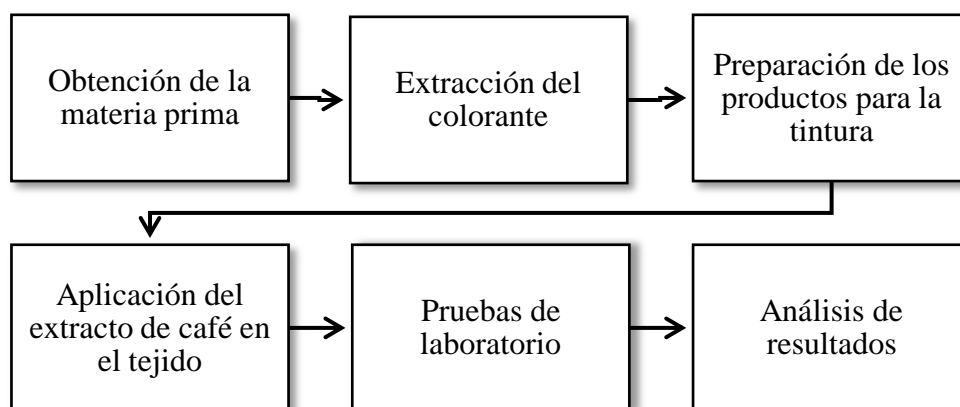 Obtención de la
materia prima
Extracción del
colorante
Preparación de los
productos para la
tintura
Aplicación del
extracto de café en
el tejido
Pruebas de
laboratorio
Análisis de
resultados